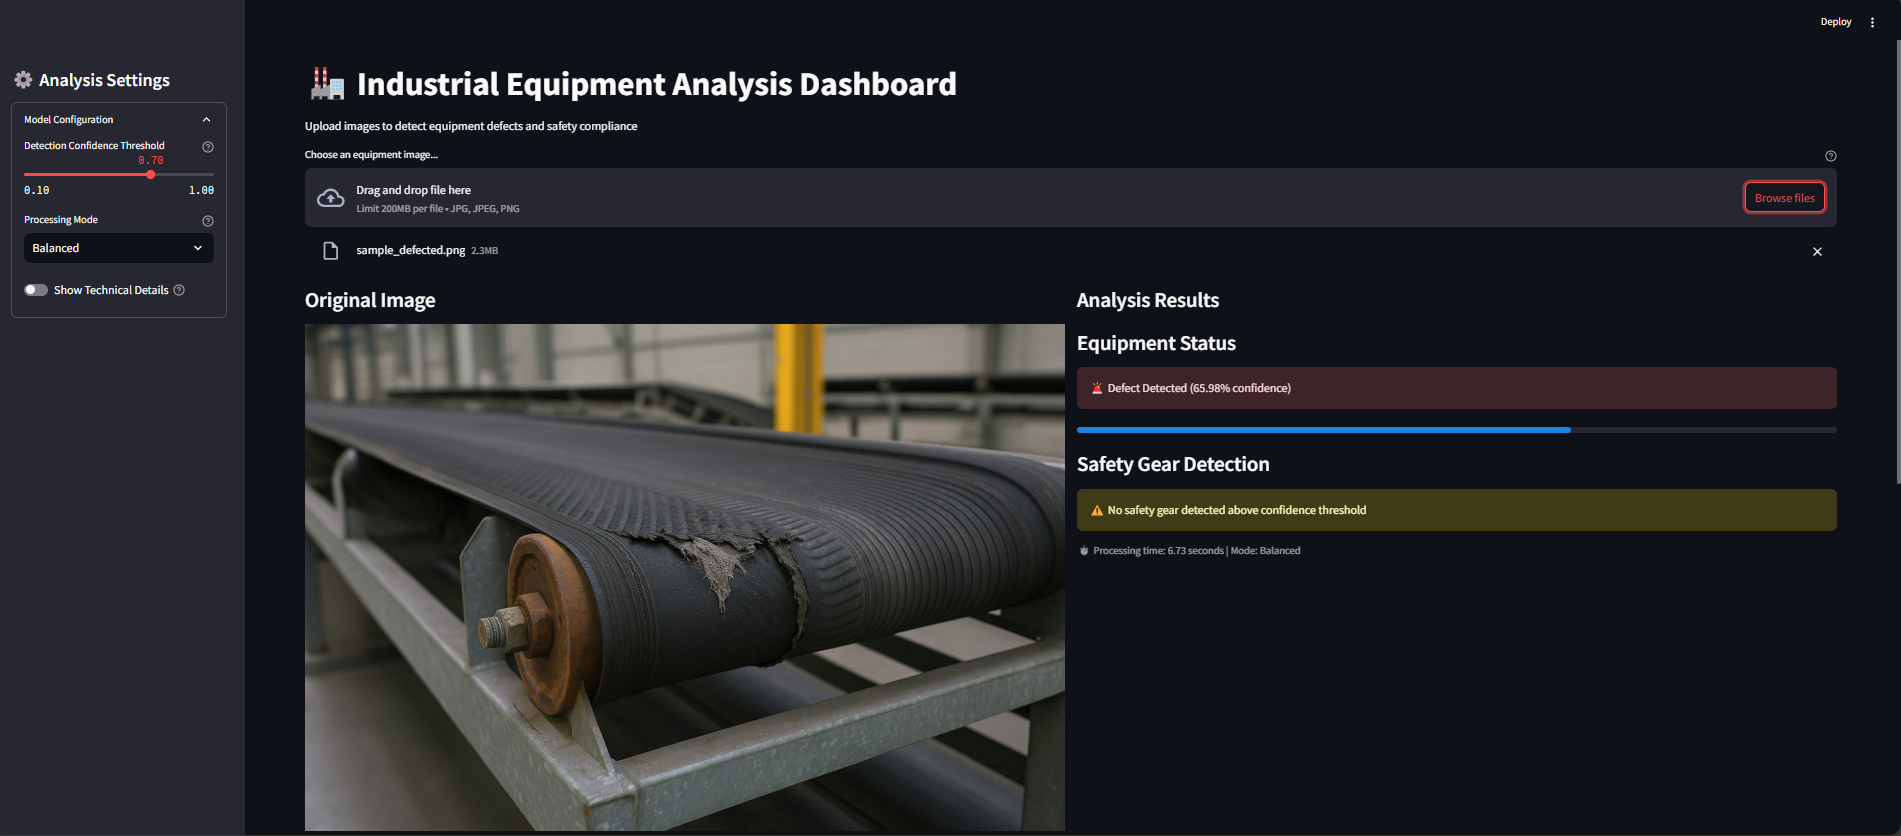 Deploy
Analysis Settings
Model Configuration
Detection Confidence Threshold
0.70
0.10 1.00
Processing Mode
Balanced
Show Technical Details
Industrial Equipment Analysis Dashboard
Upload images to detect equipment defects and safety compliance
Choose an equipment image...
Drag and drop file here
Limit 200MB per file • JPG, JPEG, PNG
Browse files
sample_defected.png 2.3MB
Original Image
Analysis Results
Equipment Status
Defect Detected (65.98% confidence)
Safety Gear Detection
No safety gear detected above confidence threshold
Processing time: 6.73 seconds | Mode: Balanced